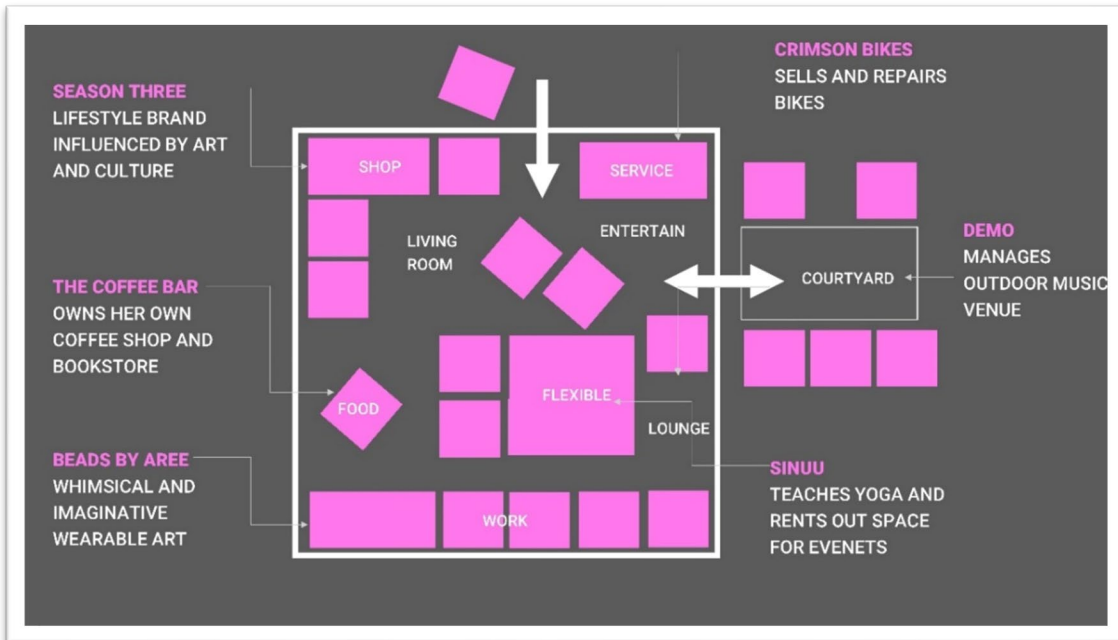 SEASON THREE
LIFESTYLE BRAND
INFLUENCED BY ART
AND CULTURE
THE COFFEE BAR
OWNS HER OWN
COFFEE SHOP AND
BOOKSTORE
BEADS BY AREE
WHIMSICAL AND
IMAGINATIVE
WEARABLE ART
SHOP
SERVICE
LIVING
ROOM
ENTERTAIN
FOOD
FLEXIBLE
LOUNGE
WORK
COURTYARD
CRIMSON BIKES
SELLS AND REPAIRS
BIKES
DEMO
MANAGES
OUTDOOR MUSIC
VENUE
SINUU
TEACHES YOGA AND
RENTS OUT SPACE
FOR EVENETS